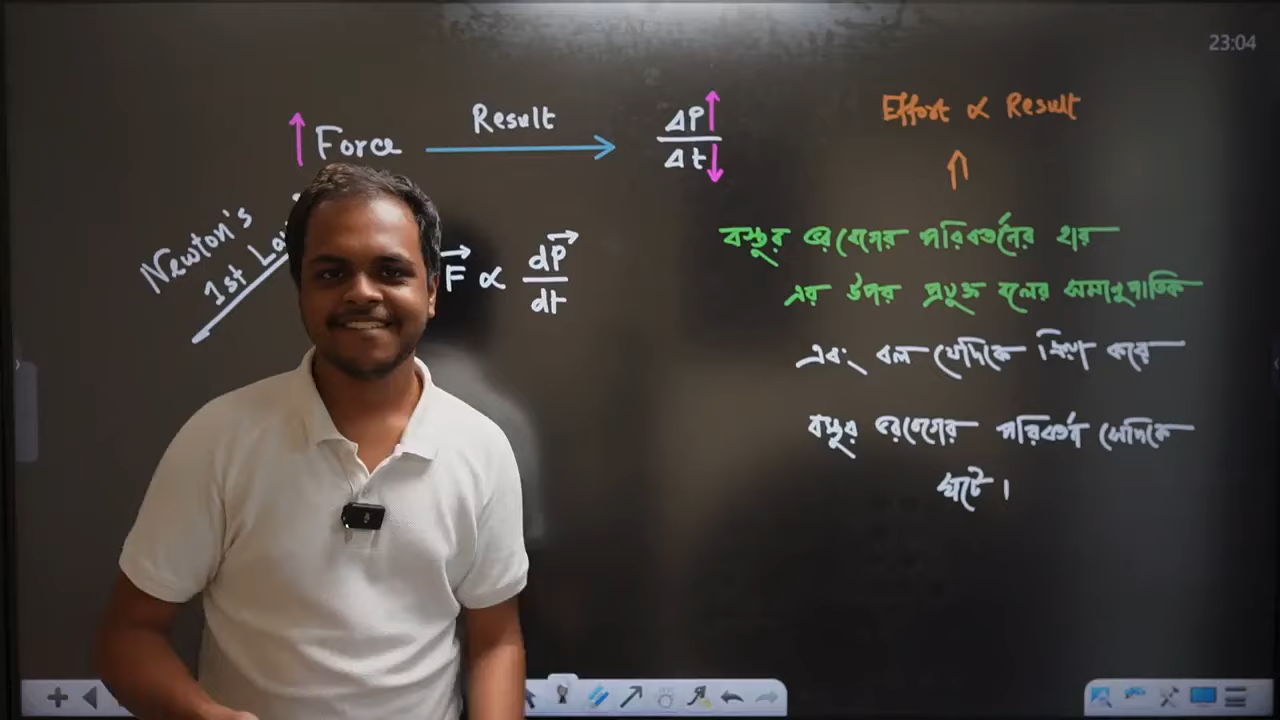 23:04
Effort ∝ Result
Force
Result
ΔP
Δt
Newton's
1st
F ∝ dP
dt
বস্তুর ভরবেগের পরিবর্তনের হার
এর উপর প্রযুক্ত বলের সমানুপাতিক
এবং বল যেদিকে ক্রিয়া করে
বস্তুর ভরবেগের পরিবর্তন সেদিকে
ঘটে।